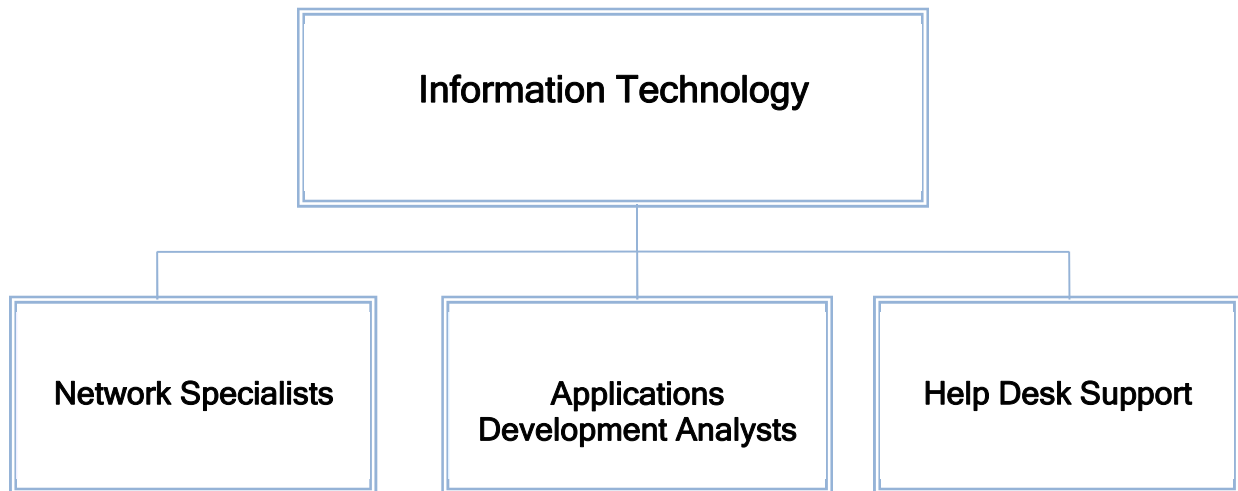 Information Technology
Network Specialists
Applications
Development Analysts
Help Desk Support